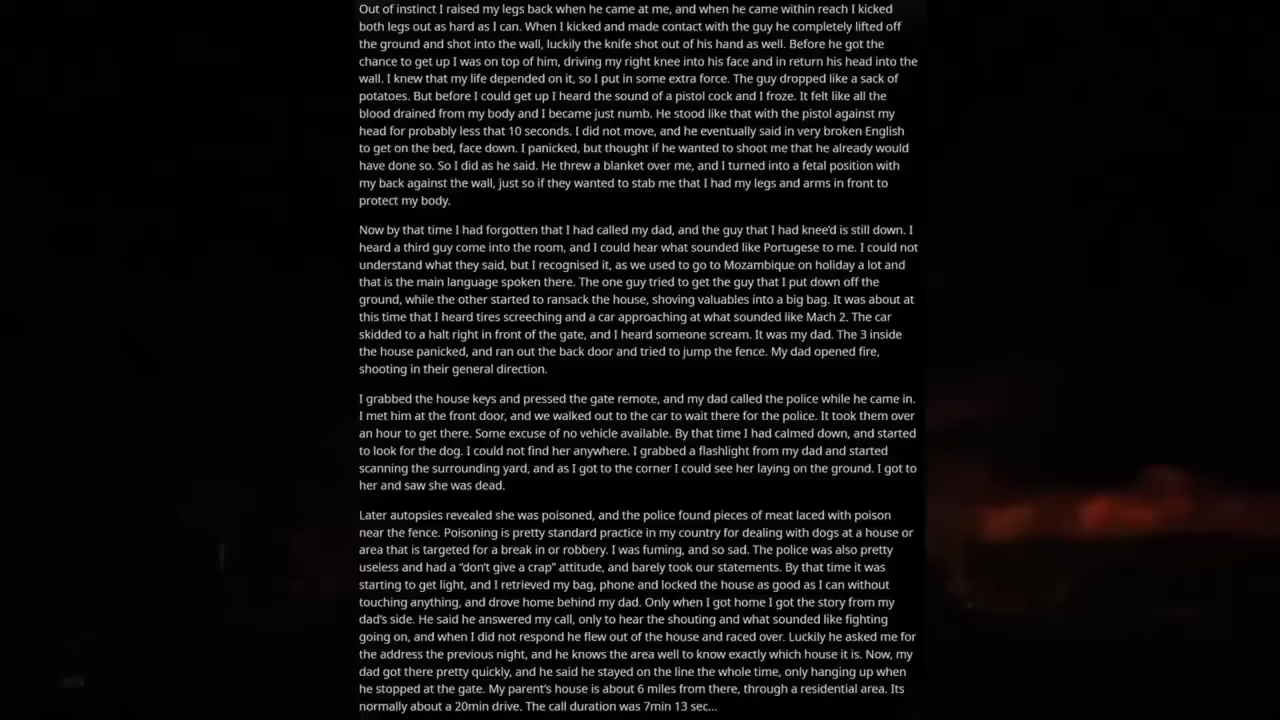 Out of instinct I raised my legs back when he came at me, and when he came within reach I kicked
both legs out as hard as I can. When I kicked and made contact with the guy he completely lifted off
the ground and shot into the wall, luckily the knife shot out of his hand as well. Before he got the
chance to get up I was on top of him, driving my right knee into his face and in return his head into the
wall. I knew that my life depended on it, so I put in some extra force. The guy dropped like a sack of
potatoes. But before I could get up I heard the sound of a pistol cock and I froze. It felt like all the
blood drained from my body and I became just numb. He stood like that with the pistol against my
head for probably less that 10 seconds. I did not move, and he eventually said in very broken English
to get on the bed, face down. I panicked, but thought if he wanted to shoot me that he already would
have done so. So I did as he said. He threw a blanket over me, and I turned into a fetal position with
my back against the wall, just so if they wanted to stab me that I had my legs and arms in front to
protect my body.
Now by that time I had forgotten that I had called my dad, and the guy that I had knee'd is still down. I
heard a third guy come into the room, and I could hear what sounded like Portugese to me. I could not
understand what they said, but I recognised it, as we used to go to Mozambique on holiday a lot and
that is the main language spoken there. The one guy tried to get the guy that I put down off the
ground, while the other started to ransack the house, shoving valuables into a big bag. It was about at
this time that I heard tires screeching and a car approaching at what sounded like Mach 2. The car
skidded to a halt right in front of the gate, and I heard someone scream. It was my dad. The 3 inside
the house panicked, and ran out the back door and tried to jump the fence. My dad opened fire,
shooting in their general direction.
I grabbed the house keys and pressed the gate remote, and my dad called the police while he came in.
I met him at the front door, and we walked out to the car to wait there for the police. It took them over
an hour to get there. Some excuse of no vehicle available. By that time I had calmed down, and started
to look for the dog. I could not find her anywhere. I grabbed a flashlight from my dad and started
scanning the surrounding yard, and as I got to the corner I could see her laying on the ground. I got to
her and saw she was dead.
Later autopsies revealed she was poisoned, and the police found pieces of meat laced with poison
near the fence. Poisoning is pretty standard practice in my country for dealing with dogs at a house or
area that is targeted for a break in or robbery. I was fuming, and so sad. The police was also pretty
useless and had a “don't give a crap” attitude, and barely took our statements. By that time it was
starting to get light, and I retrieved my bag, phone and locked the house as good as I can without
touching anything, and drove home behind my dad. Only when I got home I got the story from my
dad's side. He said he answered my call, only to hear the shouting and what sounded like fighting
going on, and when I did not respond he flew out of the house and raced over. Luckily he asked me for
the address the previous night, and he knows the area well to know exactly which house it is. Now, my
dad got there pretty quickly, and he said he stayed on the line the whole time, only hanging up when
he stopped at the gate. My parent's house is about 6 miles from there, through a residential area. Its
normally about a 20min drive. The call duration was 7min 13 sec...